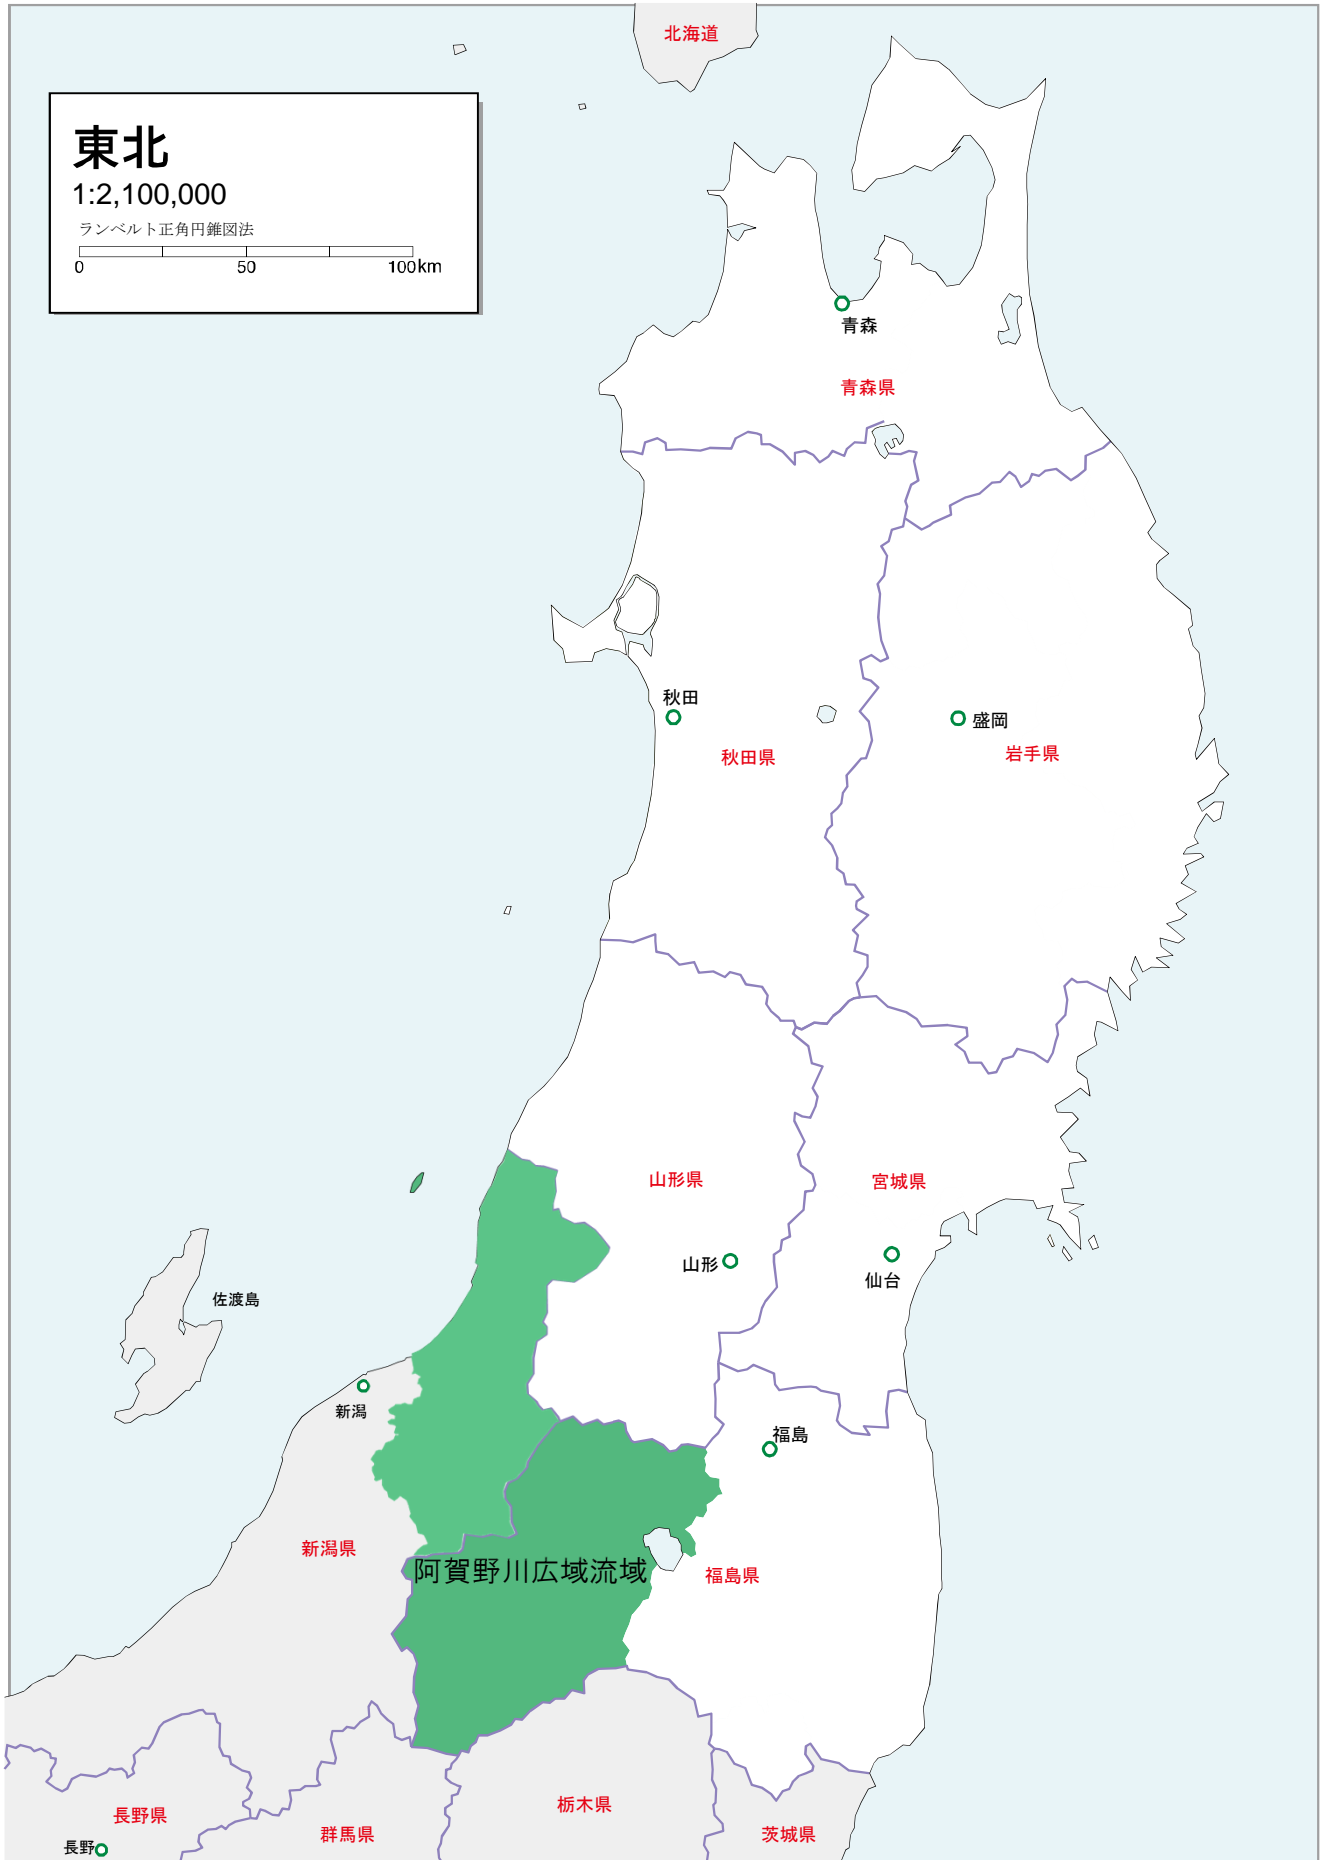 北海道
東北
1:2,100,000
ランベルト正角円錐図法
0 50 100km
青森
青森県
秋田
盛岡
秋田県
岩手県
山形県
宮城県
山形
仙台
佐渡島
新潟
福島
新潟県
阿賀野川広域流域
福島県
栃木県
長野県
群馬県
茨城県
長野